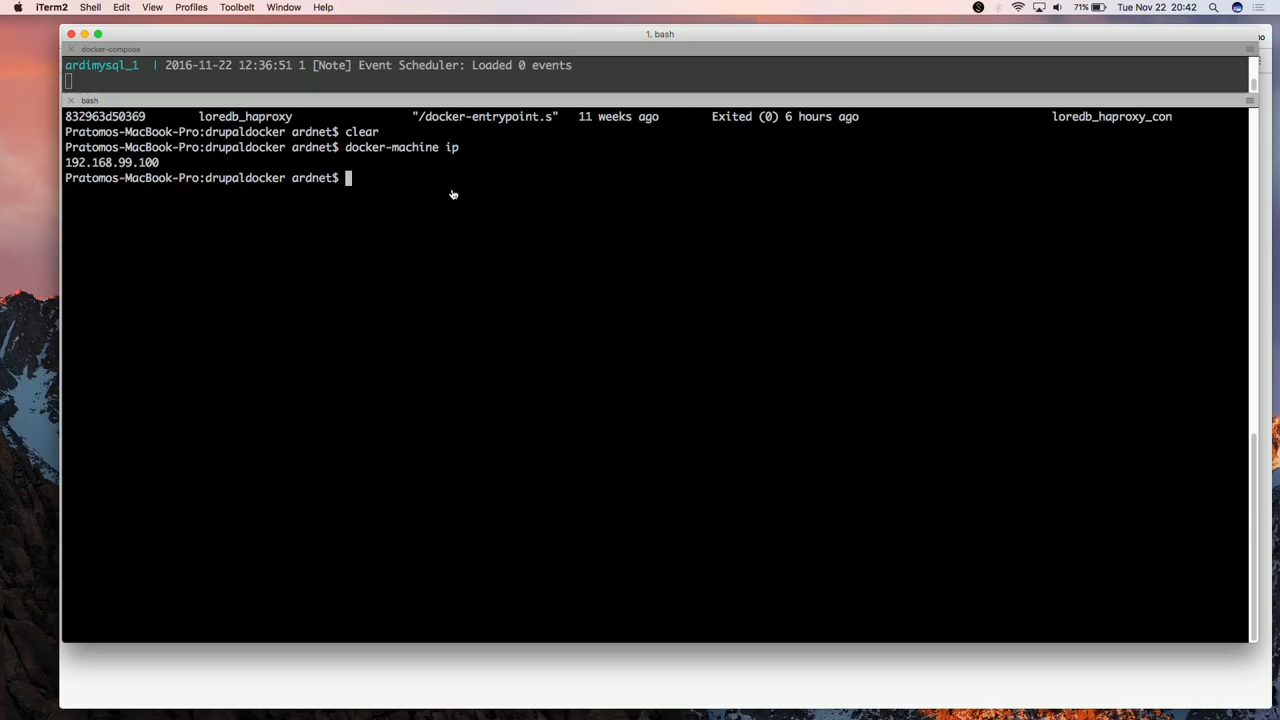 iTerm2 Shell Edit View Profiles Toolbelt Window Help 71% Tue Nov 22 20:42
1. bash
docker-compose
ardimysql_1 | 2016-11-22 12:36:51 1 [Note] Event Scheduler: Loaded 0 events
bash
832963d50369 loredb_haproxy "/docker-entrypoint.s" 11 weeks ago Exited (0) 6 hours ago loredb_haproxy_con
Pratomos-MacBook-Pro:drupaldocker ardnet$ clear
Pratomos-MacBook-Pro:drupaldocker ardnet$ docker-machine ip
192.168.99.100
Pratomos-MacBook-Pro:drupaldocker ardnet$